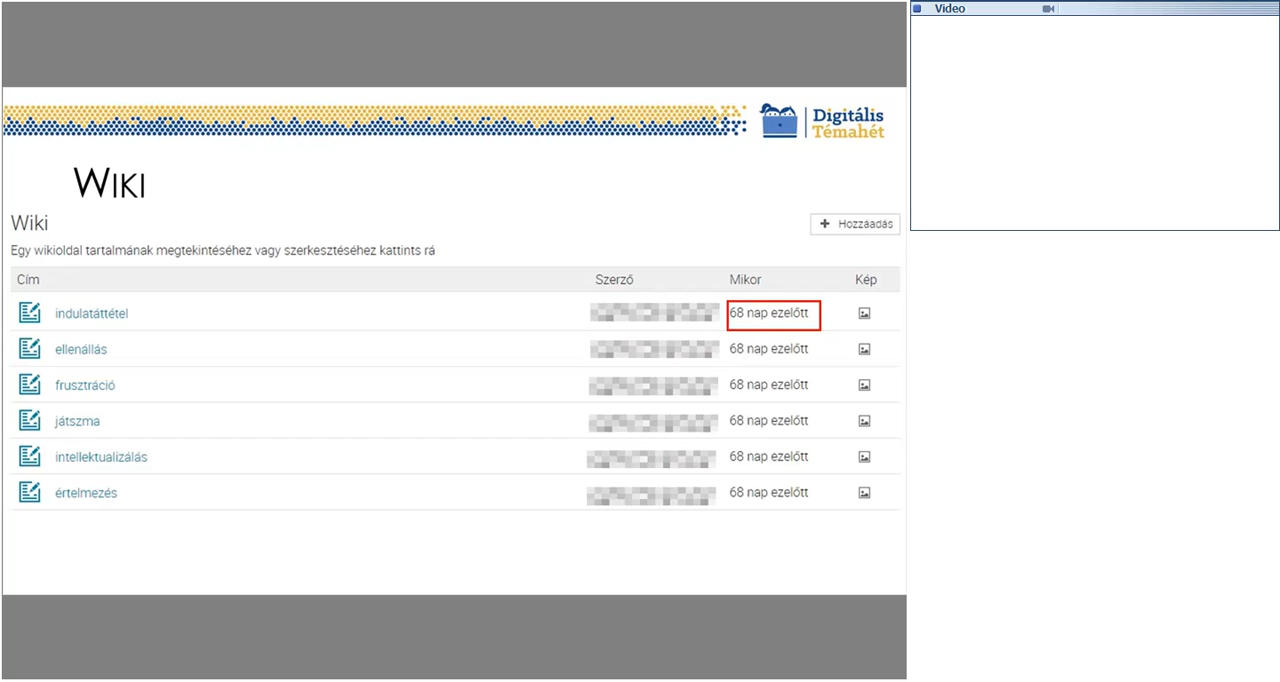 Video
Digitális
Témahét
WIKI
Wiki
+ Hozzáadás
Egy wikioldal tartalmának megtekintéséhez vagy szerkesztéséhez kattints rá
Cím Szerző Mikor Kép
indulatáttétel 68 nap ezelőtt
ellenállás 68 nap ezelőtt
frusztráció 68 nap ezelőtt
játszma 68 nap ezelőtt
intellektualizálás 68 nap ezelőtt
értelmezés 68 nap ezelőtt